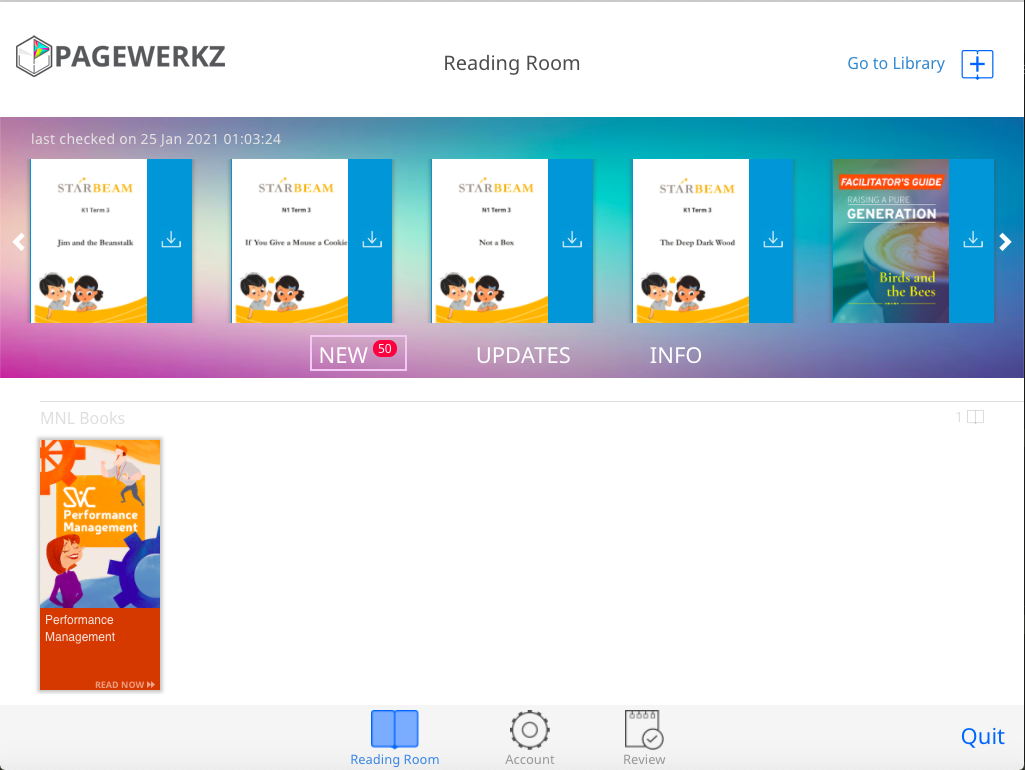 PAGEWERKZ
Reading Room
Go to Library
last checked on 25 Jan 2021 01:03:24
STARBEAM
K1 Term 3
Jim and the Beanstalk
STARBEAM
N1 Term 3
If You Give a Mouse a Cookie
STARBEAM
N1 Term 3
Not a Box
STARBEAM
K1 Term 3
The Deep Dark Wood
FACILITATOR'S GUIDE
RAISING A PURE
GENERATION
Birds and
the Bees
NEW 50
UPDATES
INFO
MNL Books
1
SVC
Performance
Management
Performance
Management
READ NOW
Reading Room
Account
Review
Quit